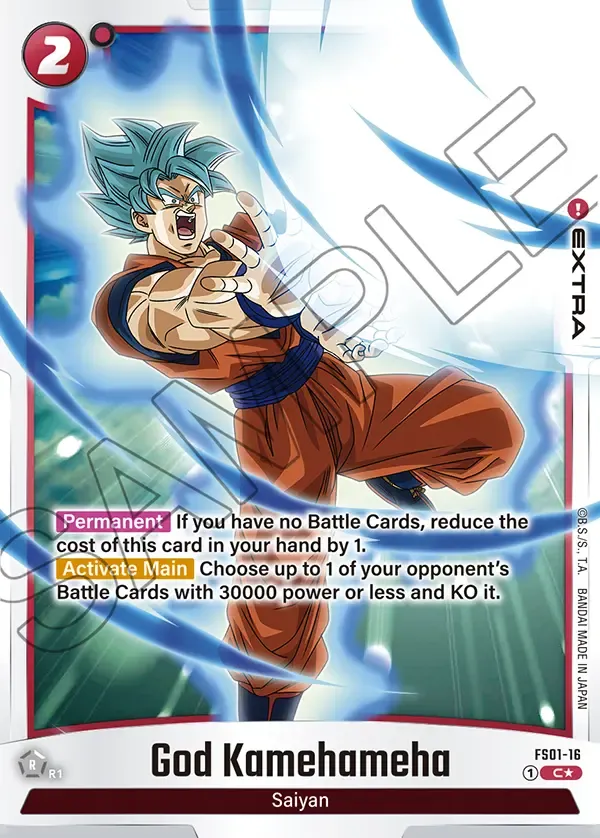 2
SAMPLE
! EXTRA
Permanent If you have no Battle Cards, reduce the
cost of this card in your hand by 1.
Activate Main Choose up to 1 of your opponent's
Battle Cards with 30000 power or less and KO it.
©B.S./S., T.A. BANDAI MADE IN JAPAN
God Kamehameha
FS01-16
R R1
1 C★
Saiyan